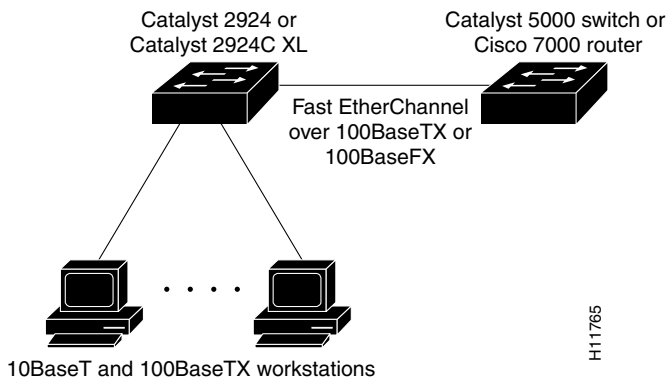 Catalyst 2924 or
Catalyst 2924C XL
Catalyst 5000 switch or
Cisco 7000 router
Fast EtherChannel
over 100BaseTX or
100BaseFX
10BaseT and 100BaseTX workstations
H11765